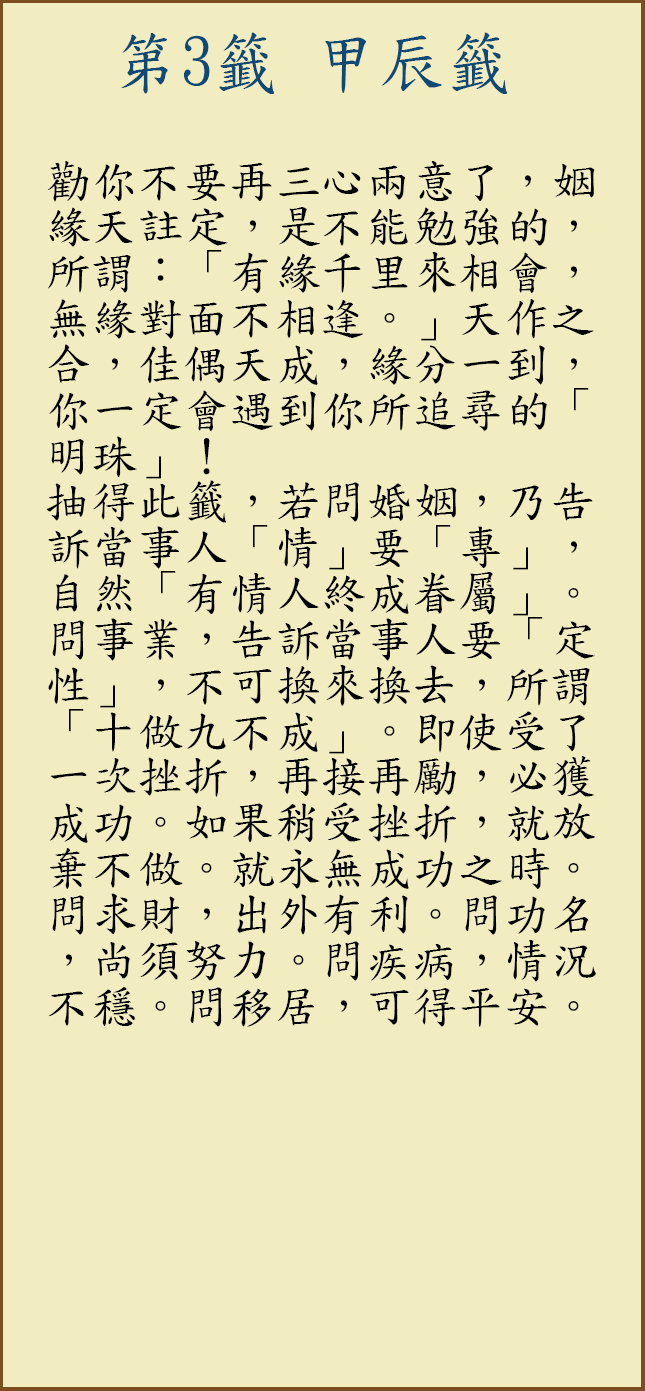 第3籤 甲辰籤
勸你不要再三心兩意了，姻
緣天註定，是不能勉強的，
所謂：「有緣千里來相會，
無緣對面不相逢。」天作之
合，佳偶天成，緣分一到，
你一定會遇到你所追尋的「
明珠」！
抽得此籤，若問婚姻，乃告
訴當事人「情」要「專」，
自然「有情人終成眷屬」。
問事業，告訴當事人要「定
性」，不可換來換去，所謂
「十做九不成」。即使受了
一次挫折，再接再勵，必獲
成功。如果稍受挫折，就放
棄不做。就永無成功之時。
問求財，出外有利。問功名
，尚須努力。問疾病，情況
不穩。問移居，可得平安。